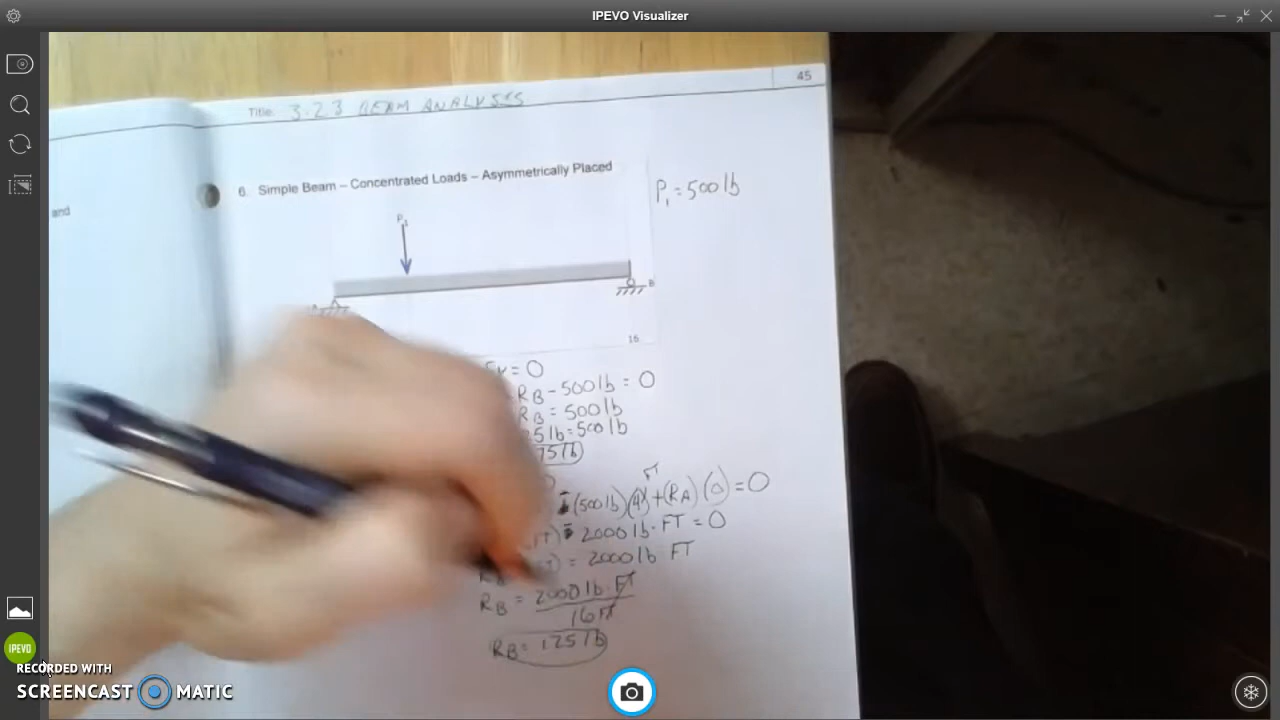 IPEVO Visualizer
45
Title: 3.2.3 BEAM ANALYSES
and
6. Simple Beam – Concentrated Loads – Asymmetrically Placed
P1 = 500 lb
P1
B
16
= 0
RB - 500 lb = 0
RB = 500 lb
5 lb = 500 lb
75 lb
FT
(500 lb)(4) + (RA)(0) = 0
2000 lb · FT = 0
= 2000 lb · FT
RB = 2000 lb · FT
16 FT
RB = 125 lb
IPEVO
RECORDED WITH
SCREENCAST MATIC